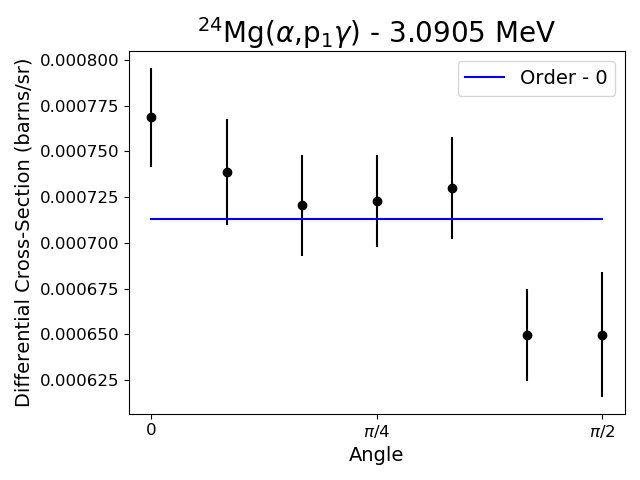 ²⁴Mg(α,p₁γ) - 3.0905 MeV
Order - 0
Differential Cross-Section (barns/sr)
0.000800
0.000775
0.000750
0.000725
0.000700
0.000675
0.000650
0.000625
0 π/4 π/2
Angle